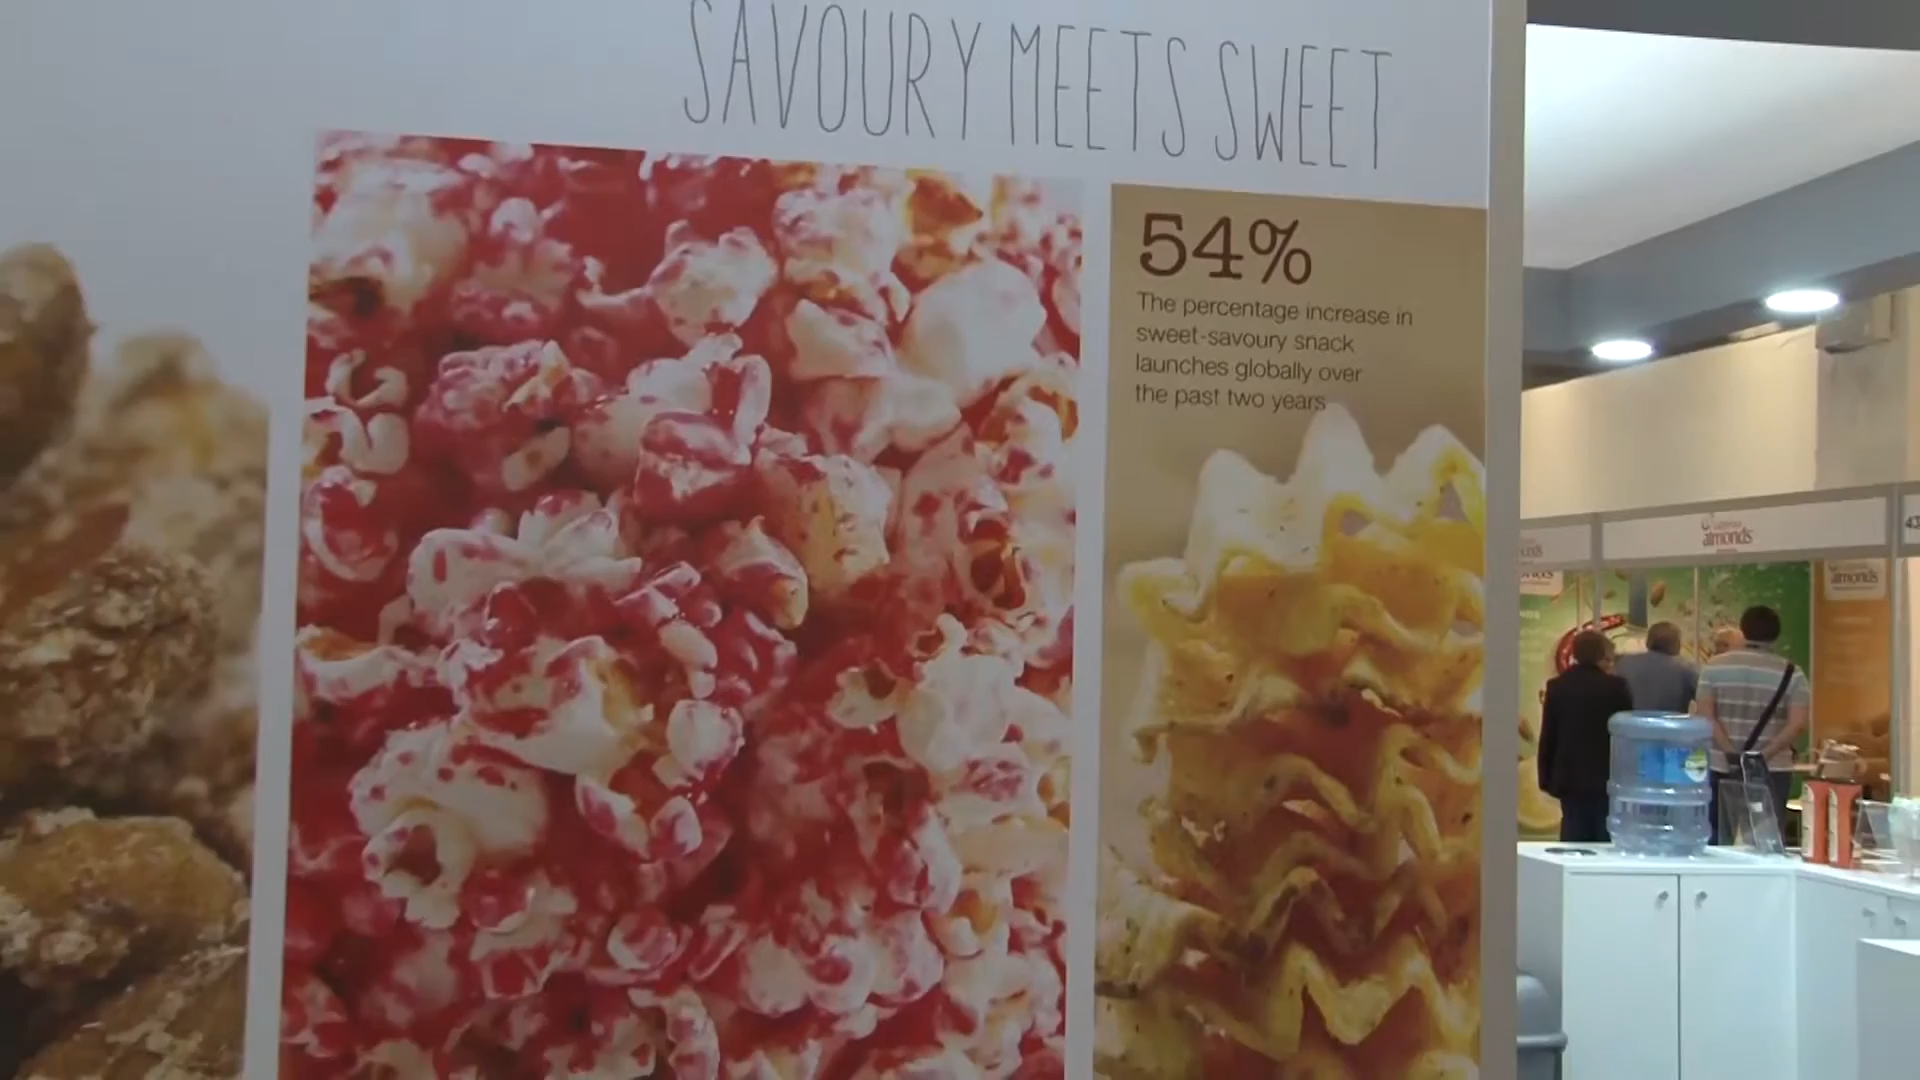 SAVOURY MEETS SWEET
54%
The percentage increase in
sweet-savoury snack
launches globally over
the past two years
almonds
almonds
43